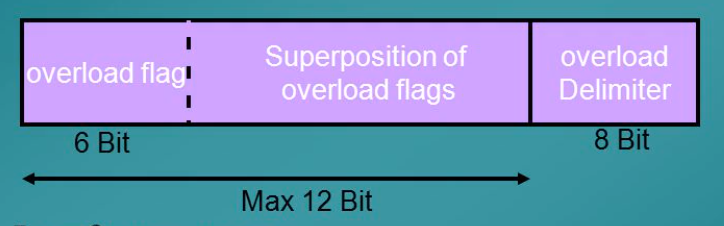 overload flag
Superposition of
overload flags
overload
Delimiter
6 Bit
8 Bit
Max 12 Bit